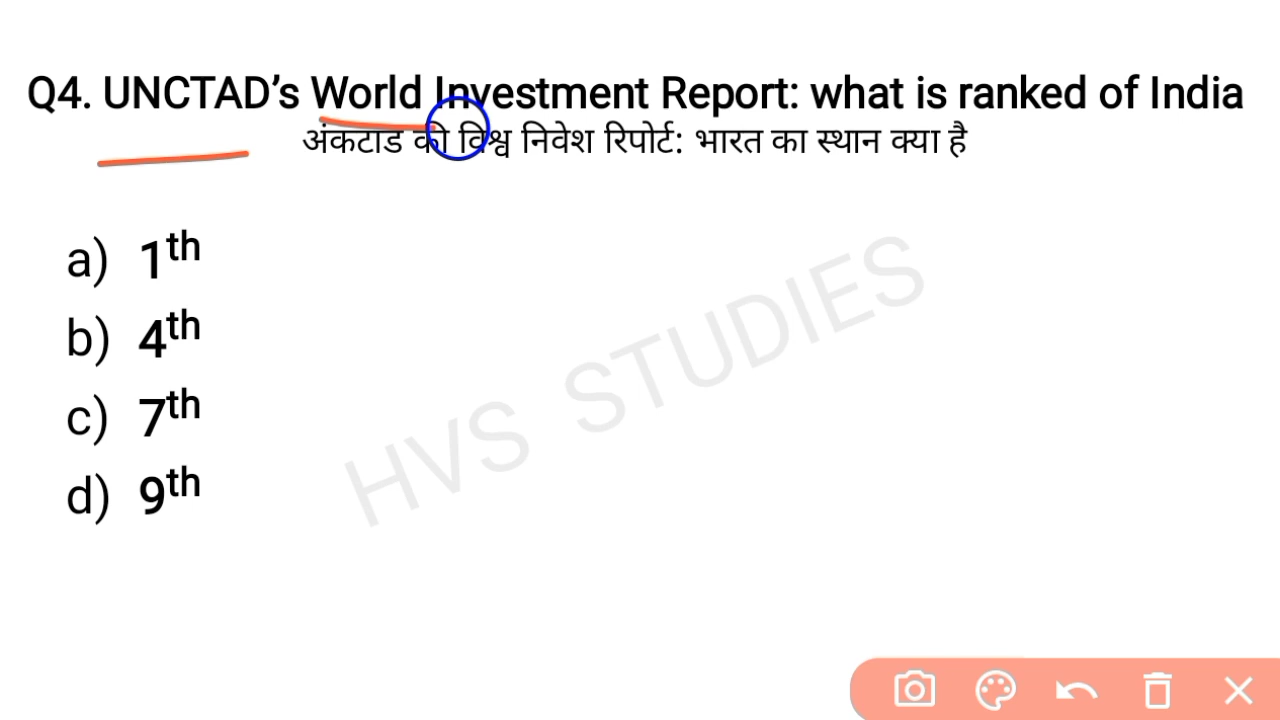 Q4. UNCTAD’s World Investment Report: what is ranked of India
अंकटाड की विश्व निवेश रिपोर्ट: भारत का स्थान क्या है
a) 1th
b) 4th
c) 7th
d) 9th
HVS STUDIES